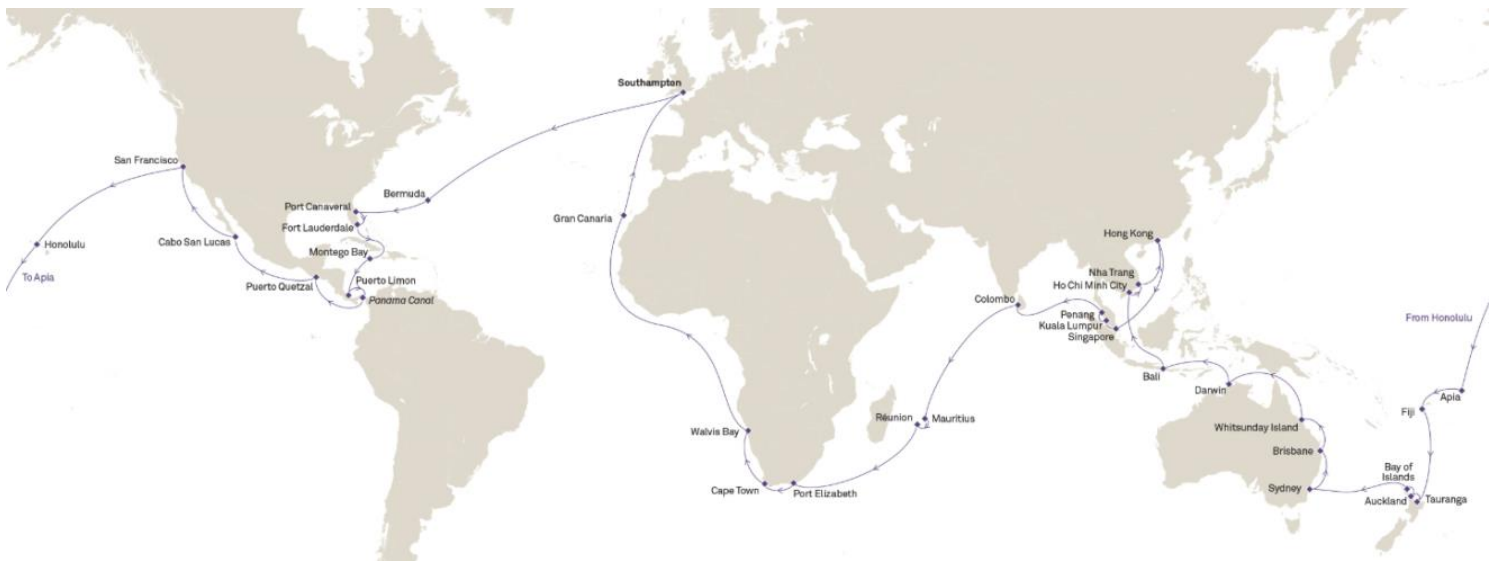 Southampton
San Francisco
Bermuda
Port Canaveral
Gran Canaria
Fort Lauderdale
Hong Kong
Cabo San Lucas
Honolulu
Montego Bay
Nha Trang
To Apia
Puerto Limon
Puerto Quetzal
Ho Chi Minh City
Panama Canal
Colombo
Penang
From Honolulu
Kuala Lumpur
Singapore
Bali
Darwin
Apia
Fiji
Réunion
Mauritius
Walvis Bay
Whitsunday Island
Brisbane
Bay of
Islands
Cape Town
Port Elizabeth
Sydney
Auckland
Tauranga